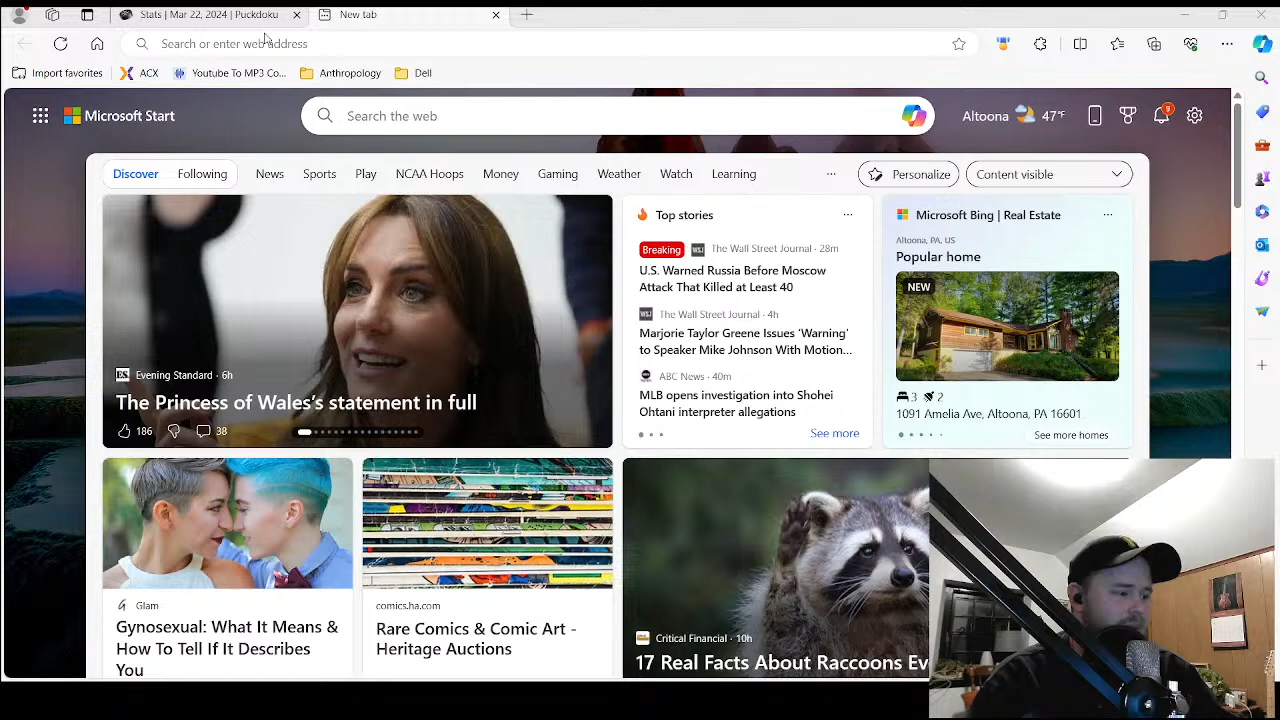 Stats | Mar 22, 2024 | Puckdoku
New tab
Search or enter web address
Import favorites
ACX
Youtube To MP3 Co...
Anthropology
Dell
Microsoft Start
Search the web
Altoona
47°F
9
Discover
Following
News
Sports
Play
NCAA Hoops
Money
Gaming
Weather
Watch
Learning
Personalize
Content visible
ES Evening Standard · 6h
The Princess of Wales's statement in full
186
38
Top stories
Breaking WSJ The Wall Street Journal · 28m
U.S. Warned Russia Before Moscow
Attack That Killed at Least 40
WSJ The Wall Street Journal · 4h
Marjorie Taylor Greene Issues 'Warning'
to Speaker Mike Johnson With Motion...
ABC News · 40m
MLB opens investigation into Shohei
Ohtani interpreter allegations
See more
Microsoft Bing | Real Estate
Altoona, PA, US
Popular home
NEW
3 2
1091 Amelia Ave, Altoona, PA 16601
See more homes
Glam
Gynosexual: What It Means &
How To Tell If It Describes
You
comics.ha.com
Rare Comics & Comic Art -
Heritage Auctions
Critical Financial · 10h
17 Real Facts About Raccoons Ev